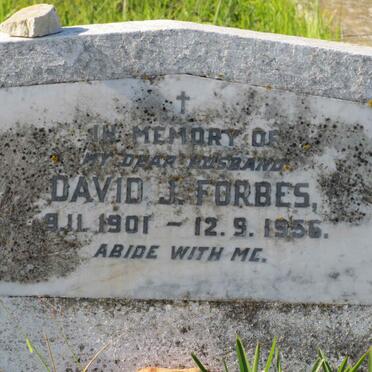 IN MEMORY OF
MY DEAR HUSBAND
DAVID J. FORBES,
9.11.1901 - 12.9.1956.
ABIDE WITH ME.